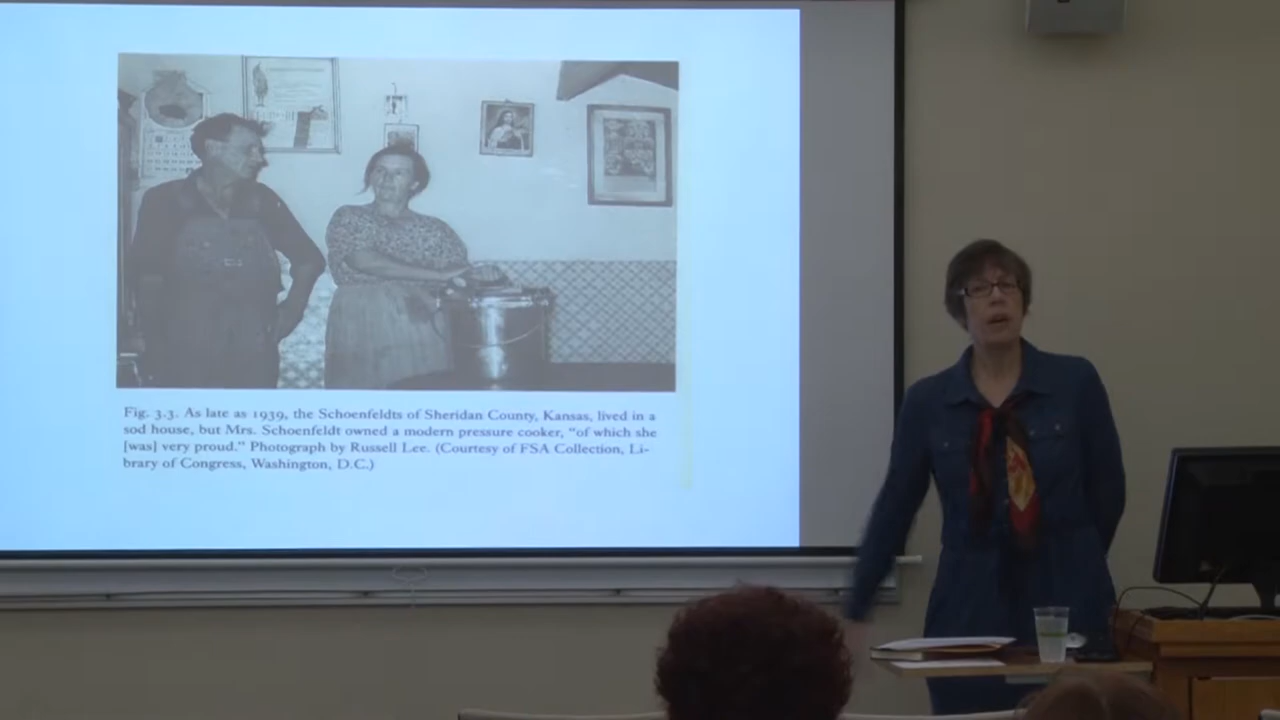 Fig. 3.3. As late as 1939, the Schoenfeldts of Sheridan County, Kansas, lived in a
sod house, but Mrs. Schoenfeldt owned a modern pressure cooker, “of which she
[was] very proud.” Photograph by Russell Lee. (Courtesy of FSA Collection, Li-
brary of Congress, Washington, D.C.)